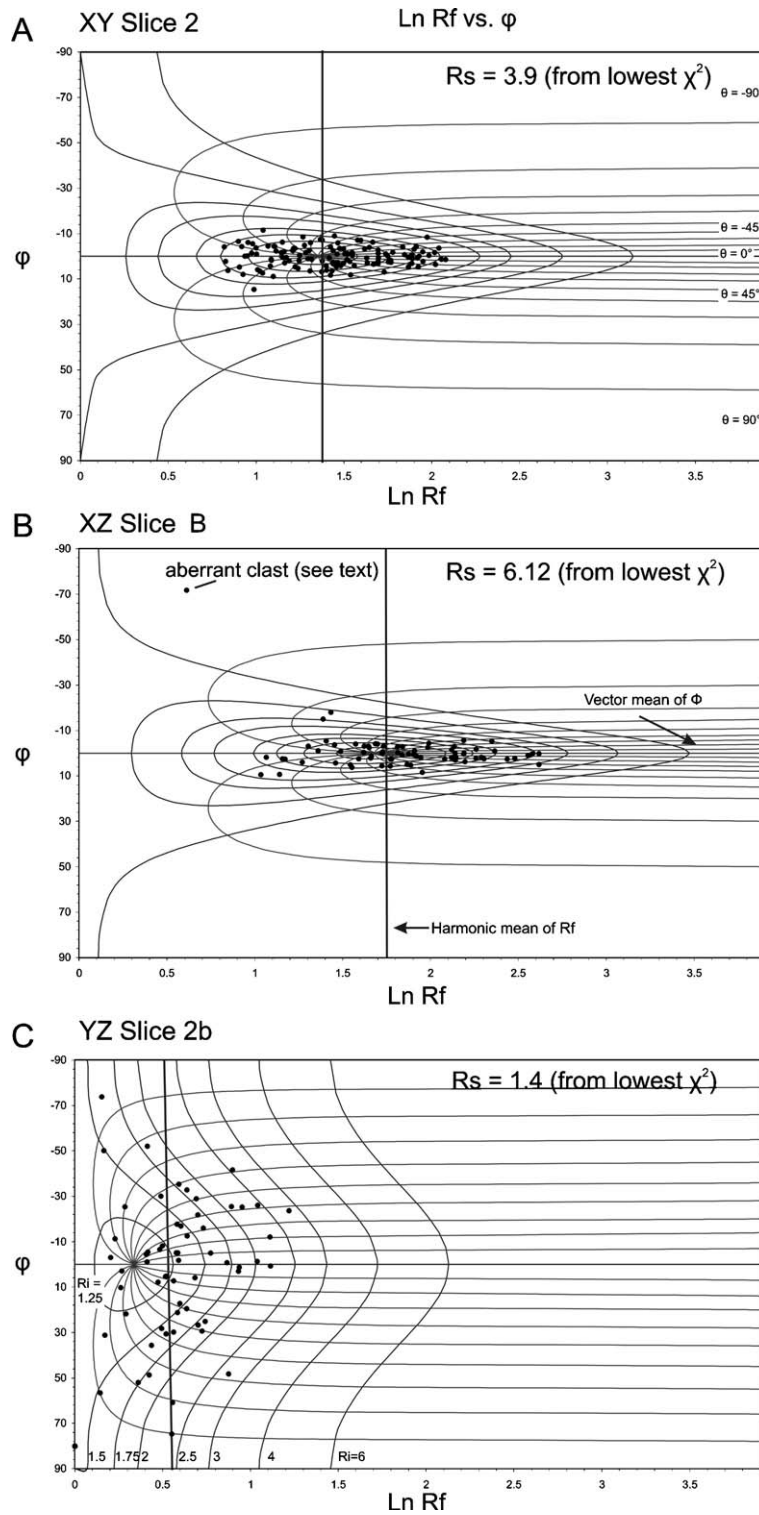 A XY Slice 2 Ln Rf vs. φ
Rs = 3.9 (from lowest χ²)
-90
-70
-50
-30
-10
10
30
50
70
90
φ
θ = -90
θ = -45
θ = 0°
θ = 45°
θ = 90°
0 0.5 1 1.5 2 2.5 3 3.5
Ln Rf
B XZ Slice B
aberrant clast (see text)
Rs = 6.12 (from lowest χ²)
-90
-70
-50
-30
-10
10
30
50
70
90
φ
Vector mean of Φ
Harmonic mean of Rf
0 0.5 1 1.5 2 2.5 3 3.5
Ln Rf
C YZ Slice 2b
Rs = 1.4 (from lowest χ²)
-90
-70
-50
-30
-10
10
30
50
70
90
φ
Ri =
1.25
1.5 1.75 2 2.5 3 4 Ri=6
0 0.5 1 1.5 2 2.5 3 3.5
Ln Rf